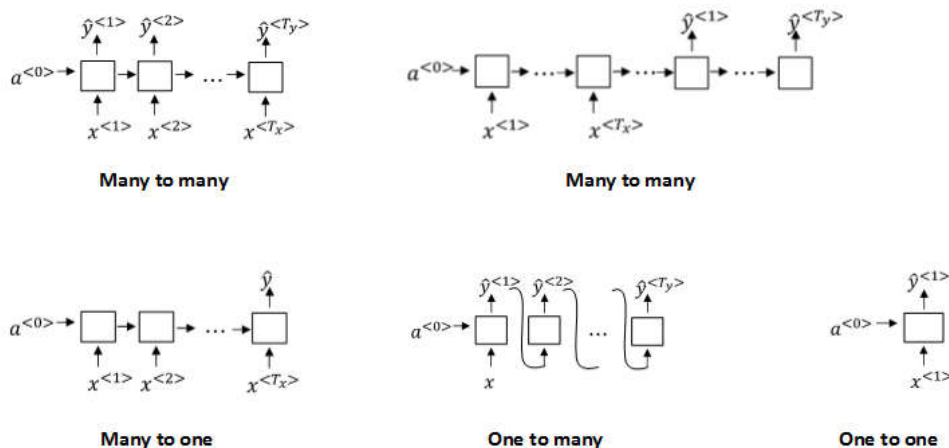 ŷ<1> ŷ<2> ŷ<Ty>
a<0> ...
x<1> x<2> x<Tx>
Many to many
ŷ<1> ŷ<Ty>
a<0> ... ... ...
x<1> x<Tx>
Many to many
ŷ
a<0> ...
x<1> x<2> x<Tx>
Many to one
ŷ<1> ŷ<2> ŷ<Ty>
a<0> ...
x
One to many
ŷ<1>
a<0>
x<1>
One to one